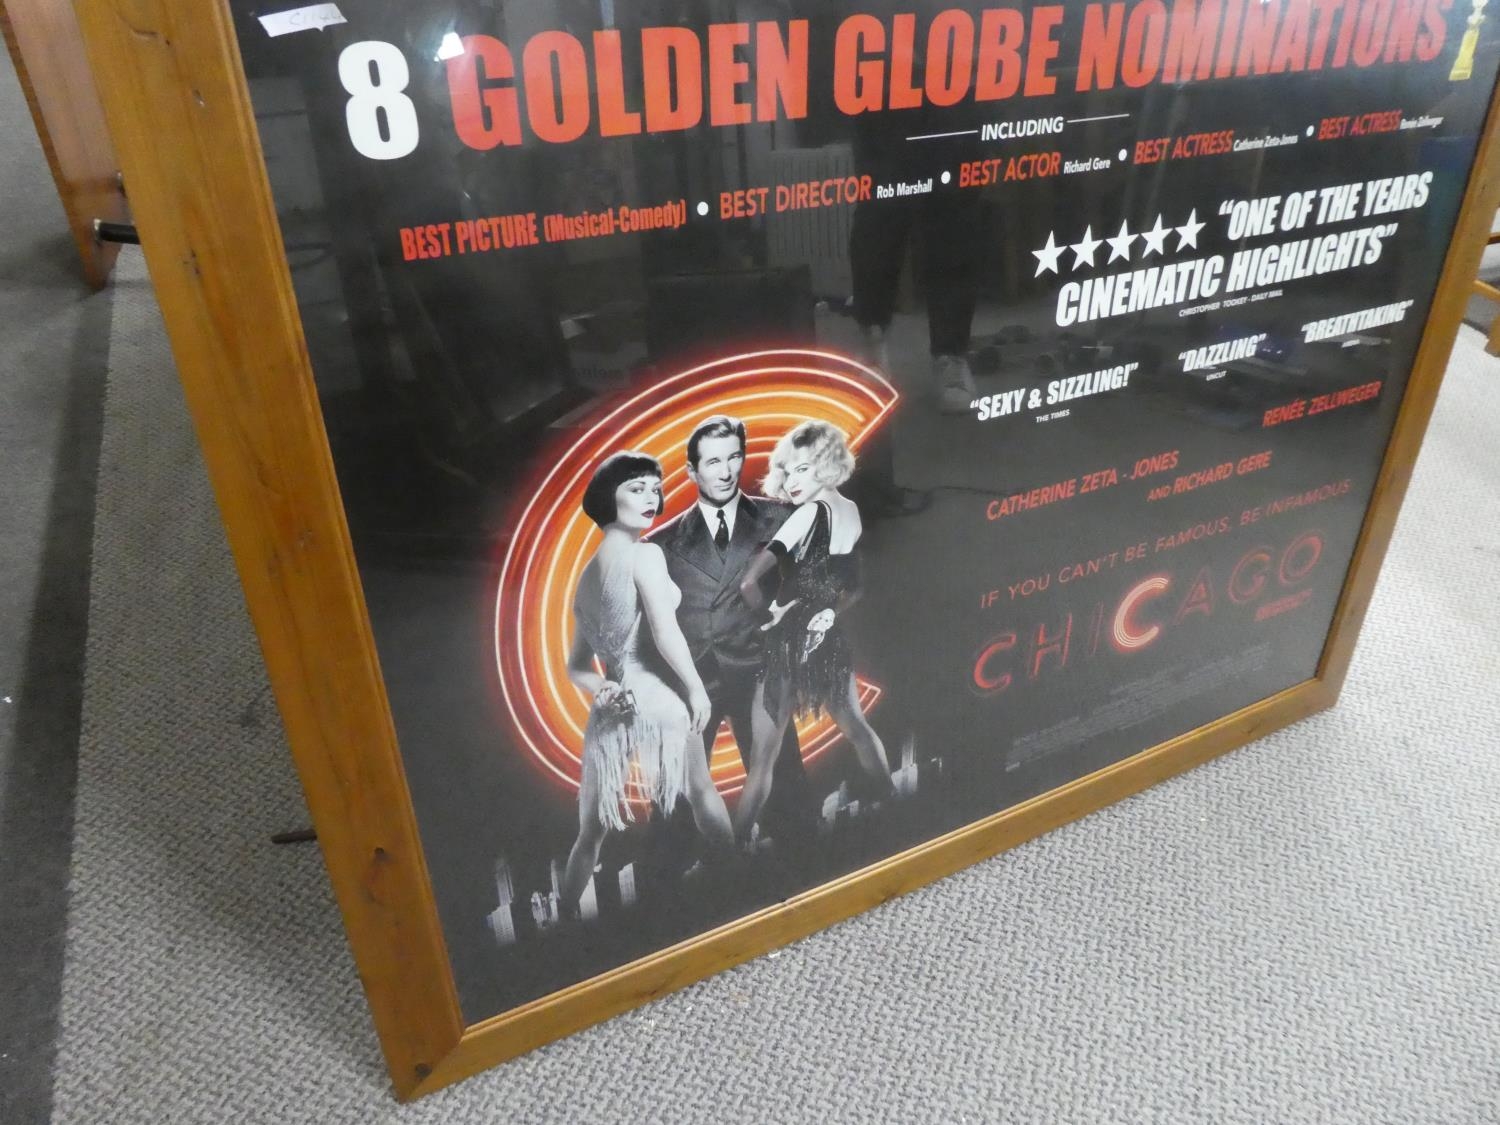 8 GOLDEN GLOBE NOMINATIONS
INCLUDING
BEST PICTURE (Musical-Comedy) • BEST DIRECTOR Rob Marshall • BEST ACTOR Richard Gere • BEST ACTRESS Catherine Zeta-Jones • BEST ACTRESS Renée Zellweger
★★★★★ "ONE OF THE YEARS
CINEMATIC HIGHLIGHTS"
CHRISTOPHER TOOKEY - DAILY MAIL
"SEXY & SIZZLING!" "DAZZLING" "BREATHTAKING"
THE TIMES UNCUT
RENÉE ZELLWEGER
CATHERINE ZETA-JONES
AND RICHARD GERE
IF YOU CAN'T BE FAMOUS, BE INFAMOUS
CHICAGO